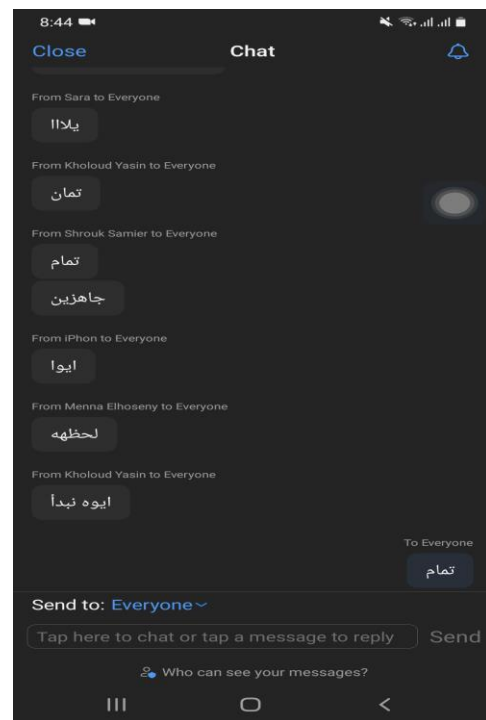 8:44
Close Chat
From Sara to Everyone
يلااا
From Kholoud Yasin to Everyone
تمان
From Shrouk Samier to Everyone
تمام
جاهزين
From iPhon to Everyone
ايوا
From Menna Elhoseny to Everyone
لحظهه
From Kholoud Yasin to Everyone
ايوه نبدأ
To Everyone
تمام
Send to: Everyone
Tap here to chat or tap a message to reply Send
Who can see your messages?